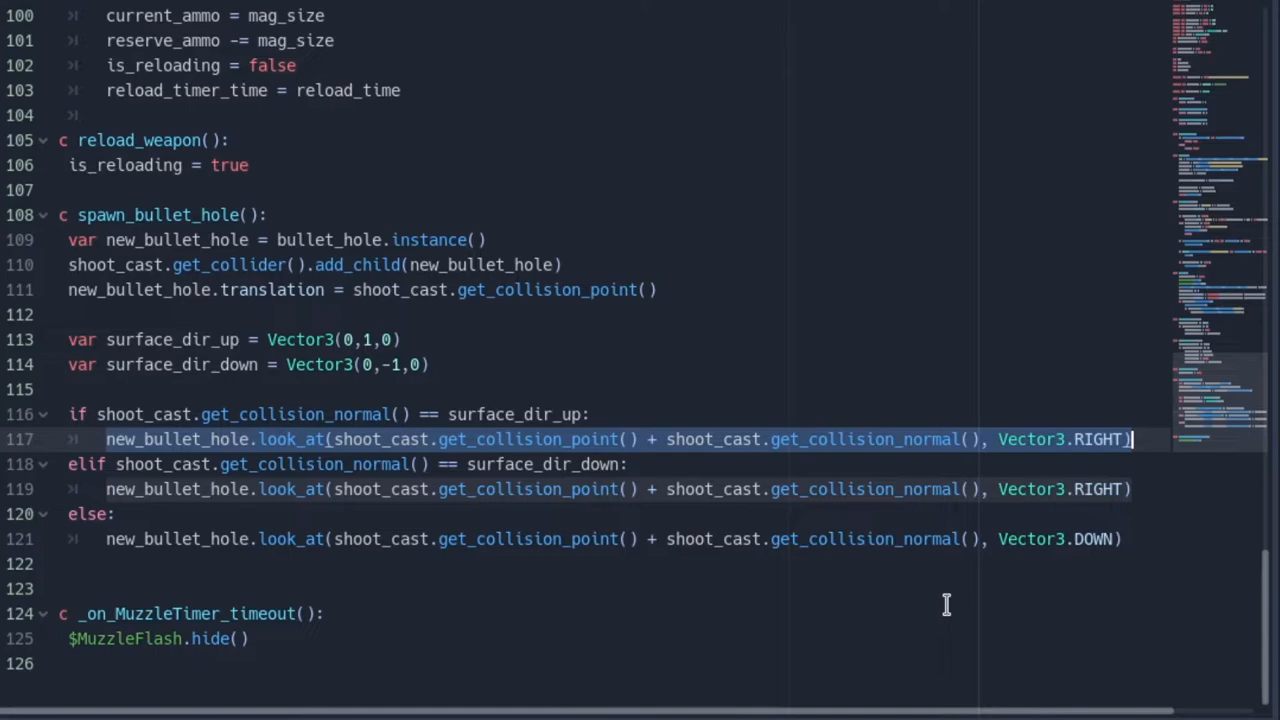 100 current_ammo = mag_size
101 reserve_ammo -= mag_size
102 is_reloading = false
103 reload_timer_time = reload_time
104
105 c reload_weapon():
106 is_reloading = true
107
108 c spawn_bullet_hole():
109 var new_bullet_hole = bullet_hole.instance()
110 shoot_cast.get_collider().add_child(new_bullet_hole)
111 new_bullet_hole.translation = shoot_cast.get_collision_point()
112
113 var surface_dir_up = Vector3(0,1,0)
114 var surface_dir_down = Vector3(0,-1,0)
115
116 if shoot_cast.get_collision_normal() == surface_dir_up:
117 new_bullet_hole.look_at(shoot_cast.get_collision_point() + shoot_cast.get_collision_normal(), Vector3.RIGHT)
118 elif shoot_cast.get_collision_normal() == surface_dir_down:
119 new_bullet_hole.look_at(shoot_cast.get_collision_point() + shoot_cast.get_collision_normal(), Vector3.RIGHT)
120 else:
121 new_bullet_hole.look_at(shoot_cast.get_collision_point() + shoot_cast.get_collision_normal(), Vector3.DOWN)
122
123
124 c _on_MuzzleTimer_timeout():
125 $MuzzleFlash.hide()
126